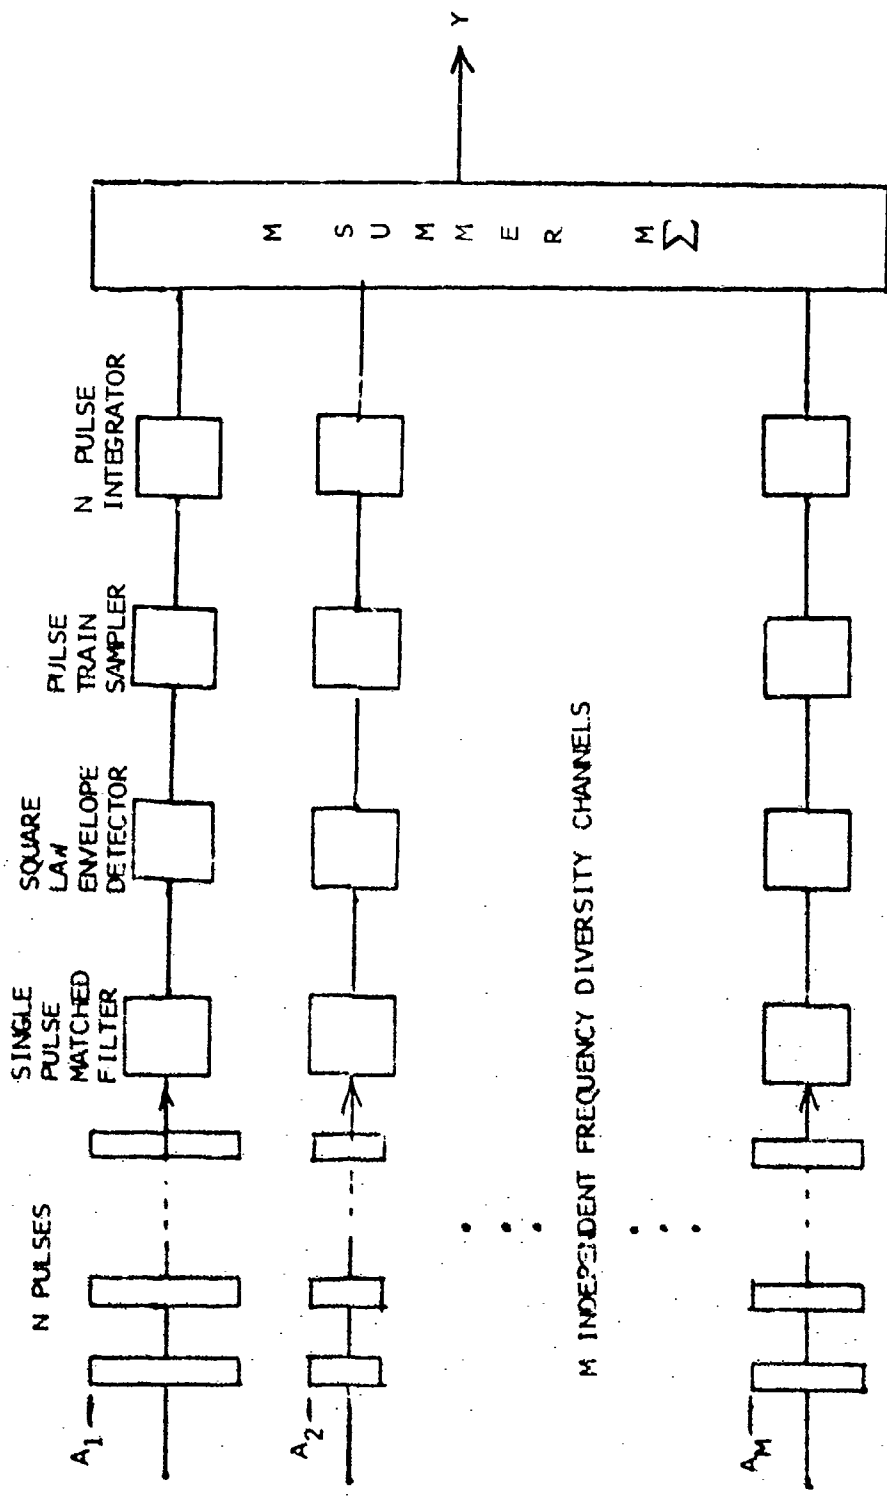 N PULSES
SINGLE
PULSE
MATCHED
FILTER
SQUARE
LAW
ENVELOPE
DETECTOR
PULSE
TRAIN
SAMPLER
N PULSE
INTEGRATOR
A1
A2
AM
M INDEPENDENT FREQUENCY DIVERSITY CHANNELS
M SUMMER M
Σ
Y